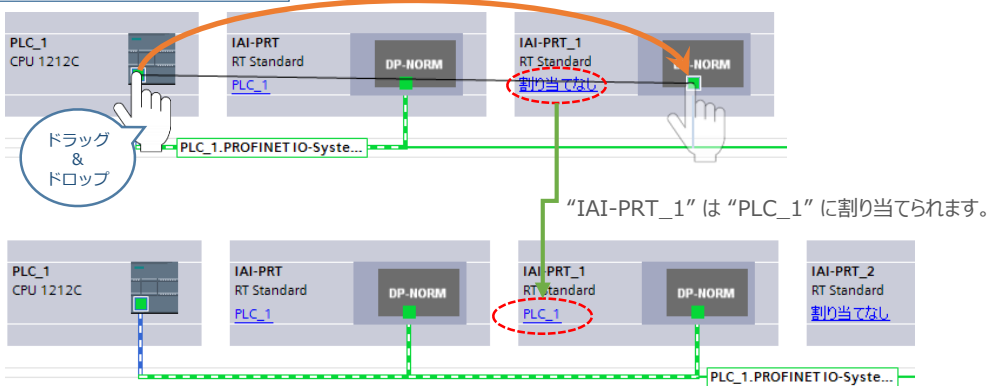 PLC_1
CPU 1212C
IAI-PRT
RT Standard
PLC_1
DP-NORM
IAI-PRT_1
RT Standard
割り当てなし
DP-NORM
ドラッグ
&
ドロップ
PLC_1.PROFINET IO-Syste...
“IAI-PRT_1” は “PLC_1” に割り当てられます。
PLC_1
CPU 1212C
IAI-PRT
RT Standard
PLC_1
DP-NORM
IAI-PRT_1
RT Standard
PLC_1
DP-NORM
IAI-PRT_2
RT Standard
割り当てなし
PLC_1.PROFINET IO-Syste...